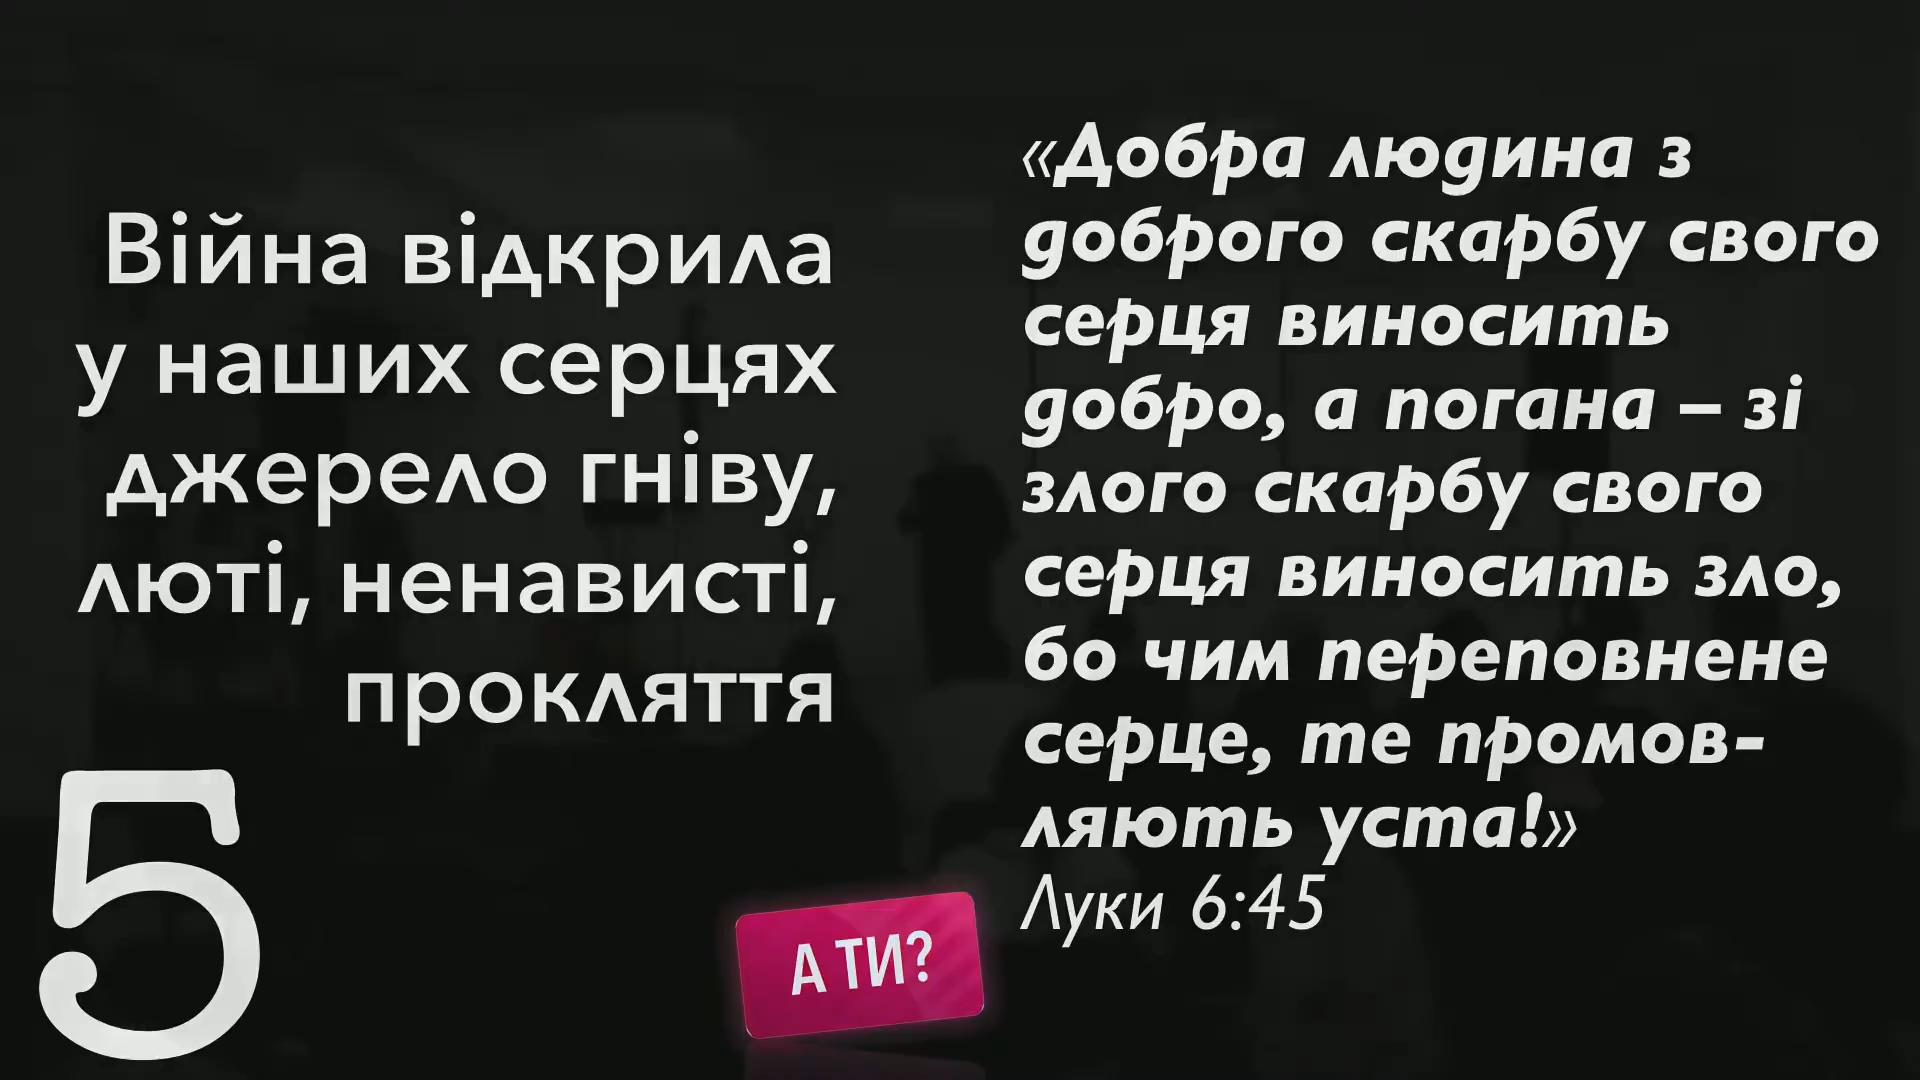 Війна відкрила
у наших серцях
джерело гніву,
люті, ненависті,
прокляття
5
«Добра людина з
доброго скарбу свого
серця виносить
добро, а погана – зі
злого скарбу свого
серця виносить зло,
бо чим переповнене
серце, те промов-
ляють уста!»
Луки 6:45
А ТИ?